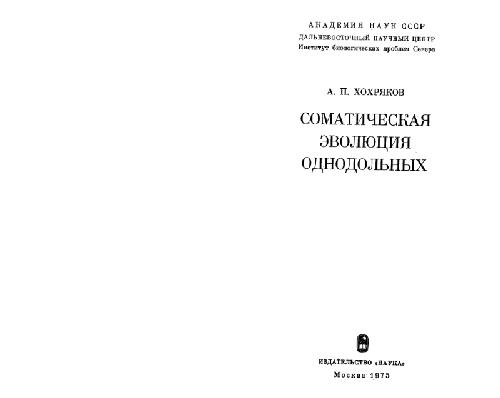 АКАДЕМИЯ НАУК СССР
ДАЛЬНЕВОСТОЧНЫЙ НАУЧНЫЙ ЦЕНТР
Институт биологических проблем Севера
А. П. ХОХРЯКОВ
СОМАТИЧЕСКАЯ
ЭВОЛЮЦИЯ
ОДНОДОЛЬНЫХ
ИЗДАТЕЛЬСТВО «НАУКА»
Москва 1975